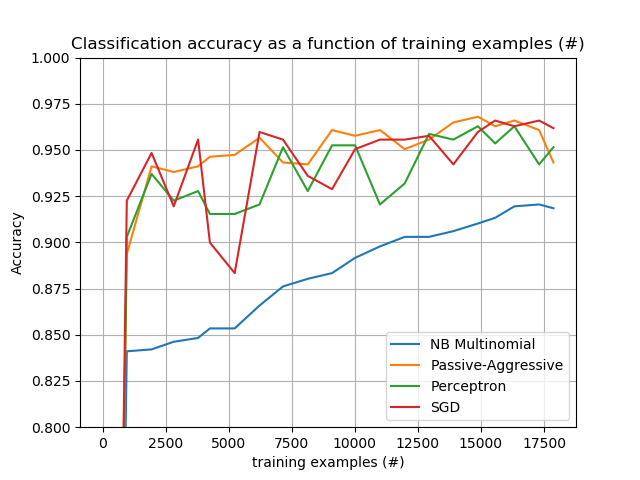 Classification accuracy as a function of training examples (#)
1.000
0.975
0.950
0.925
0.900
0.875
0.850
0.825
0.800
Accuracy
NB Multinomial
Passive-Aggressive
Perceptron
SGD
0 2500 5000 7500 10000 12500 15000 17500
training examples (#)